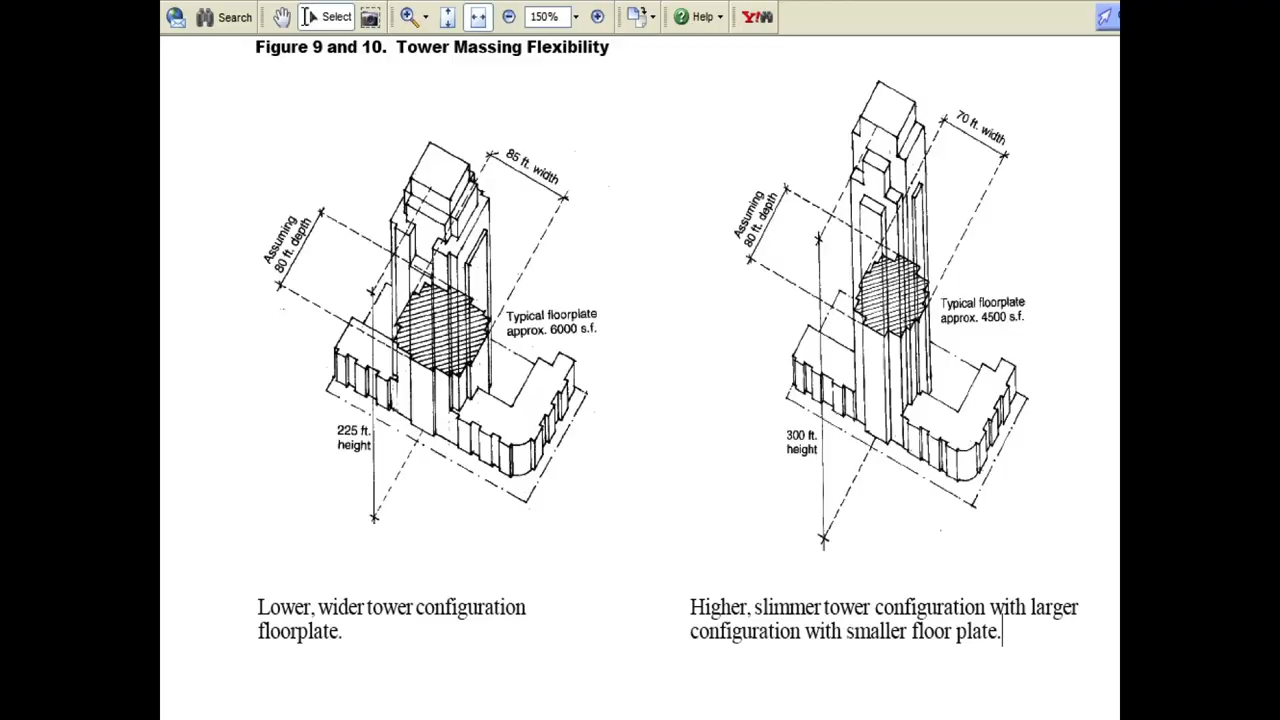 Search
Select
150%
Help
Y!
Figure 9 and 10. Tower Massing Flexibility
85 ft. width
Assuming
80 ft. depth
Typical floorplate
approx. 6000 s.f.
225 ft.
height
70 ft. width
Assuming
80 ft. depth
Typical floorplate
approx. 4500 s.f.
300 ft.
height
Lower, wider tower configuration
floorplate.
Higher, slimmer tower configuration with larger
configuration with smaller floor plate.